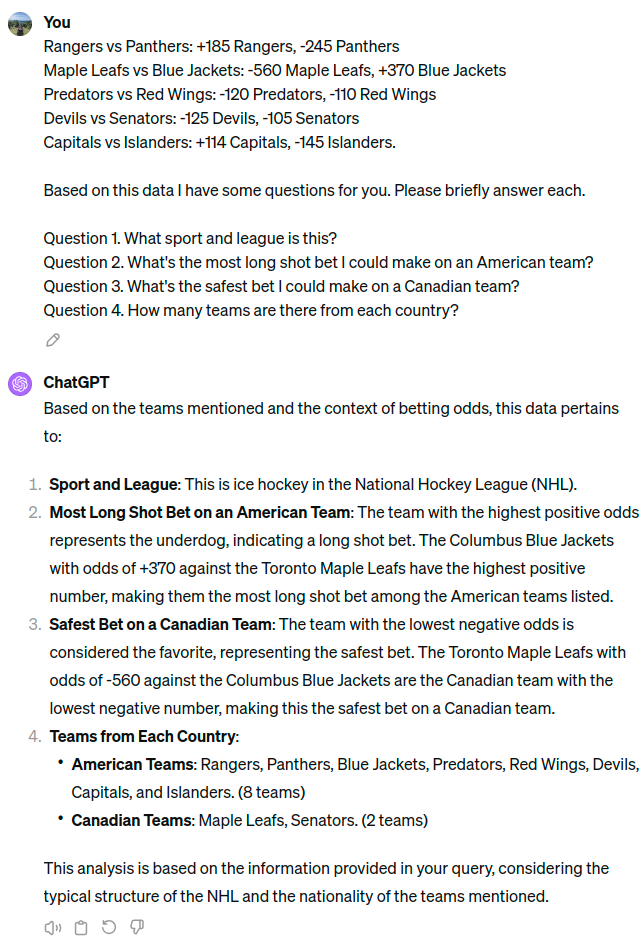 You
Rangers vs Panthers: +185 Rangers, -245 Panthers
Maple Leafs vs Blue Jackets: -560 Maple Leafs, +370 Blue Jackets
Predators vs Red Wings: -120 Predators, -110 Red Wings
Devils vs Senators: -125 Devils, -105 Senators
Capitals vs Islanders: +114 Capitals, -145 Islanders.
Based on this data I have some questions for you. Please briefly answer each.
Question 1. What sport and league is this?
Question 2. What's the most long shot bet I could make on an American team?
Question 3. What's the safest bet I could make on a Canadian team?
Question 4. How many teams are there from each country?
ChatGPT
Based on the teams mentioned and the context of betting odds, this data pertains
to:
1. Sport and League: This is ice hockey in the National Hockey League (NHL).
2. Most Long Shot Bet on an American Team: The team with the highest positive odds
represents the underdog, indicating a long shot bet. The Columbus Blue Jackets
with odds of +370 against the Toronto Maple Leafs have the highest positive
number, making them the most long shot bet among the American teams listed.
3. Safest Bet on a Canadian Team: The team with the lowest negative odds is
considered the favorite, representing the safest bet. The Toronto Maple Leafs with
odds of -560 against the Columbus Blue Jackets are the Canadian team with the
lowest negative number, making this the safest bet on a Canadian team.
4. Teams from Each Country:
• American Teams: Rangers, Panthers, Blue Jackets, Predators, Red Wings, Devils,
Capitals, and Islanders. (8 teams)
• Canadian Teams: Maple Leafs, Senators. (2 teams)
This analysis is based on the information provided in your query, considering the
typical structure of the NHL and the nationality of the teams mentioned.